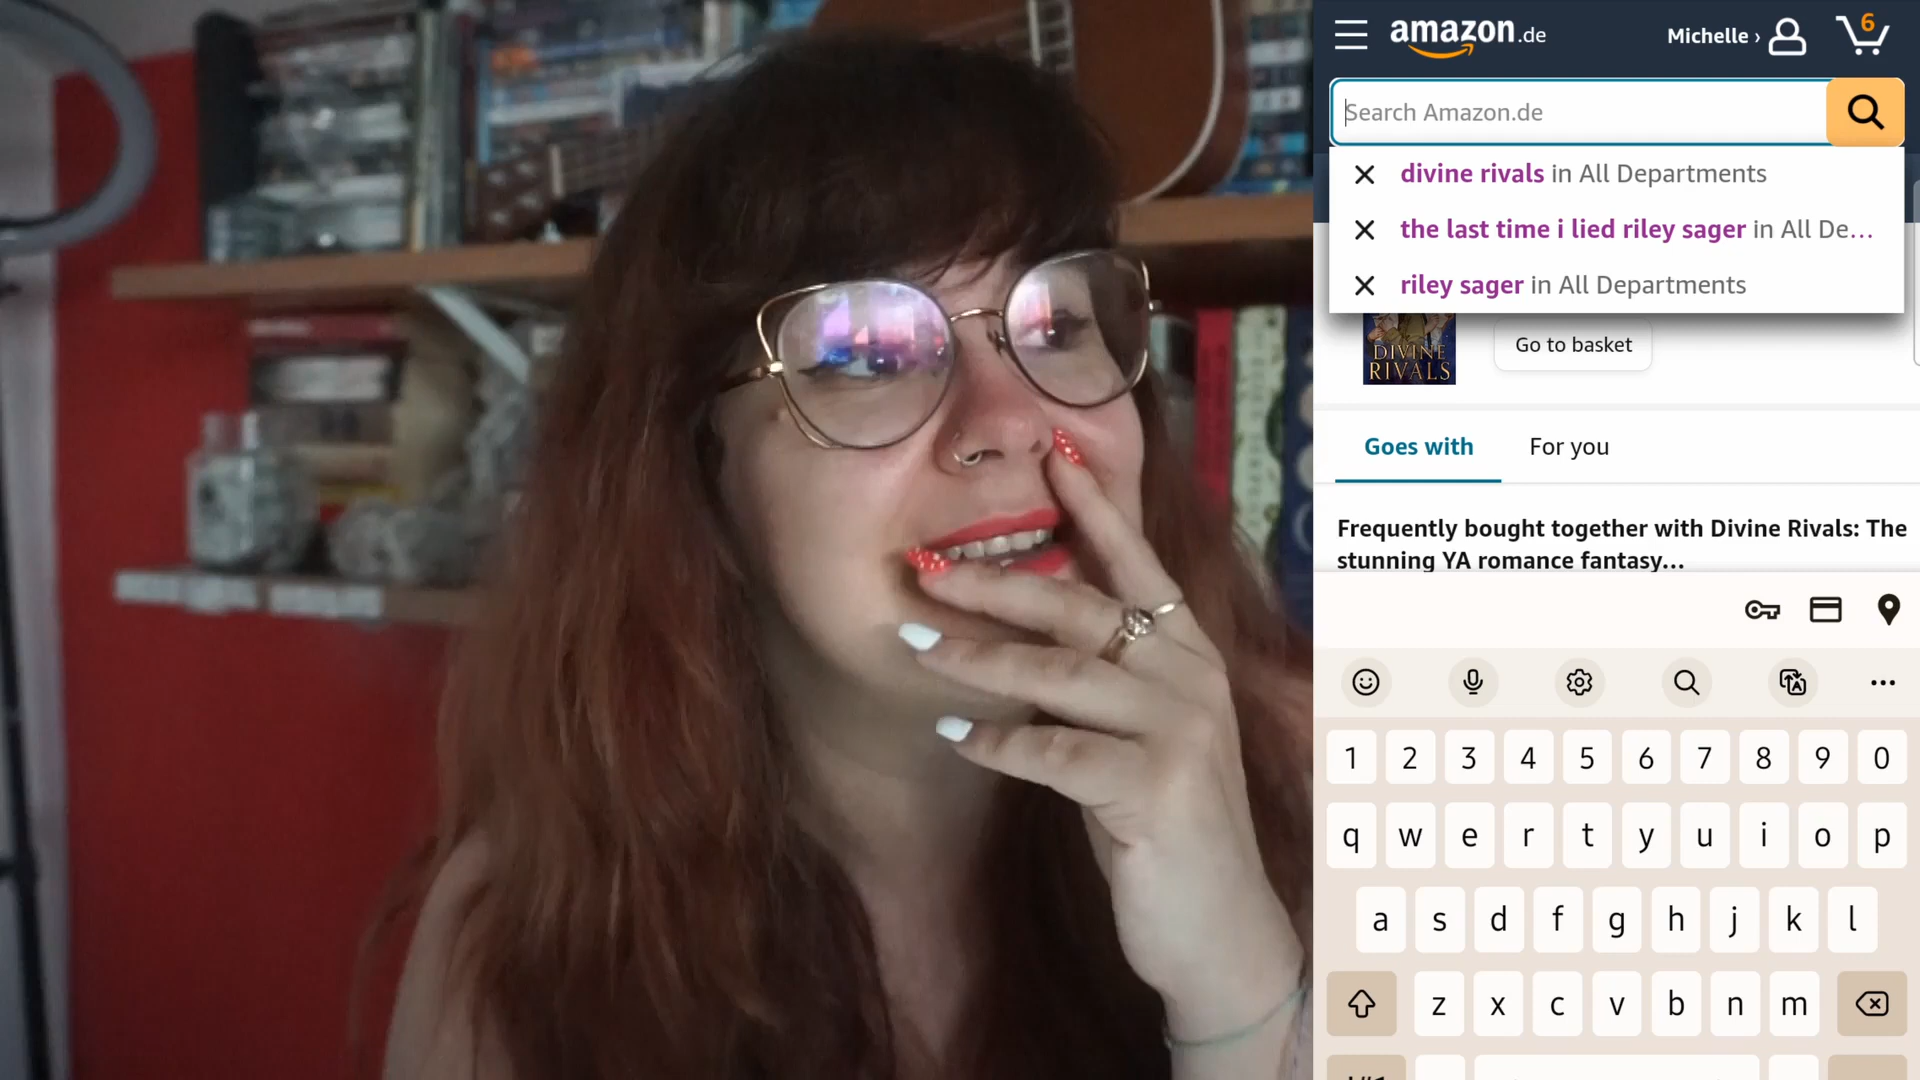 amazon.de
Michelle ›
6
Search Amazon.de
divine rivals in All Departments
the last time i lied riley sager in All De...
riley sager in All Departments
DIVINE
RIVALS
Go to basket
Goes with
For you
Frequently bought together with Divine Rivals: The
stunning YA romance fantasy...
1 2 3 4 5 6 7 8 9 0
q w e r t y u i o p
a s d f g h j k l
z x c v b n m